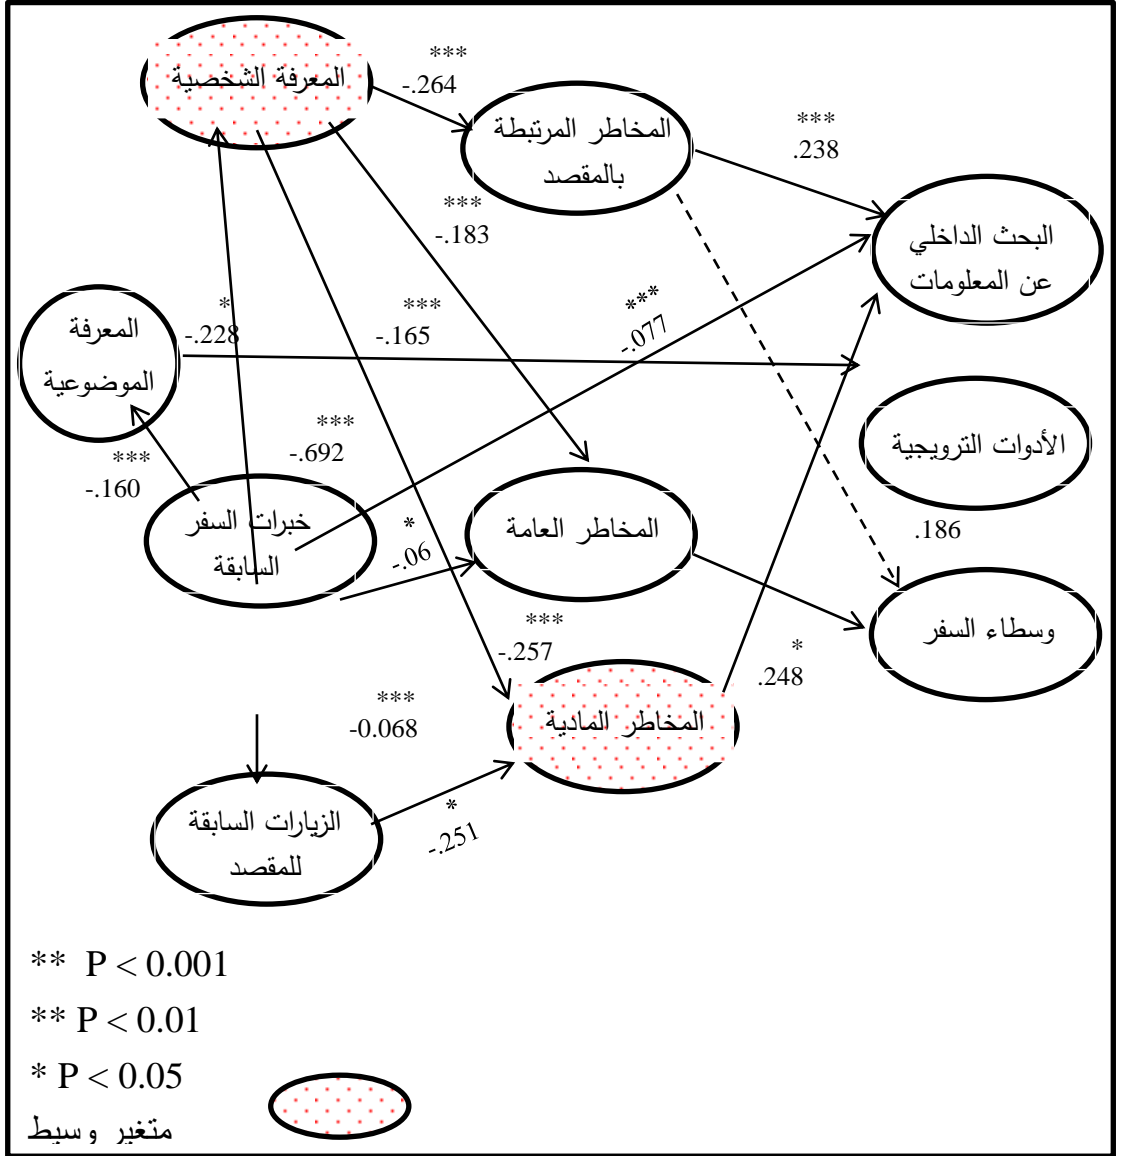 ***
-.264
المعرفة الشخصية
المخاطر المرتبطة
بالمقصد
***
.238
***
-.183
البحث الداخلي
عن المعلومات
***
-.077
*
-.228
***
-.165
المعرفة
الموضوعية
***
-.692
الأدوات الترويجية
***
-.160
خبرات السفر
السابقة
*
-.06
المخاطر العامة
.186
وسطاء السفر
***
-.257
*
.248
***
-0.068
المخاطر المادية
*
-.251
الزيارات السابقة
للمقصد
** P < 0.001
** P < 0.01
* P < 0.05
متغير وسيط